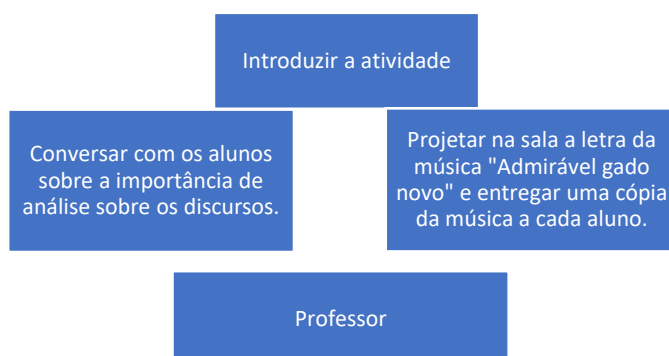 Introduzir a atividade
Conversar com os alunos
sobre a importância de
análise sobre os discursos.
Projetar na sala a letra da
música "Admirável gado
novo" e entregar uma cópia
da música a cada aluno.
Professor